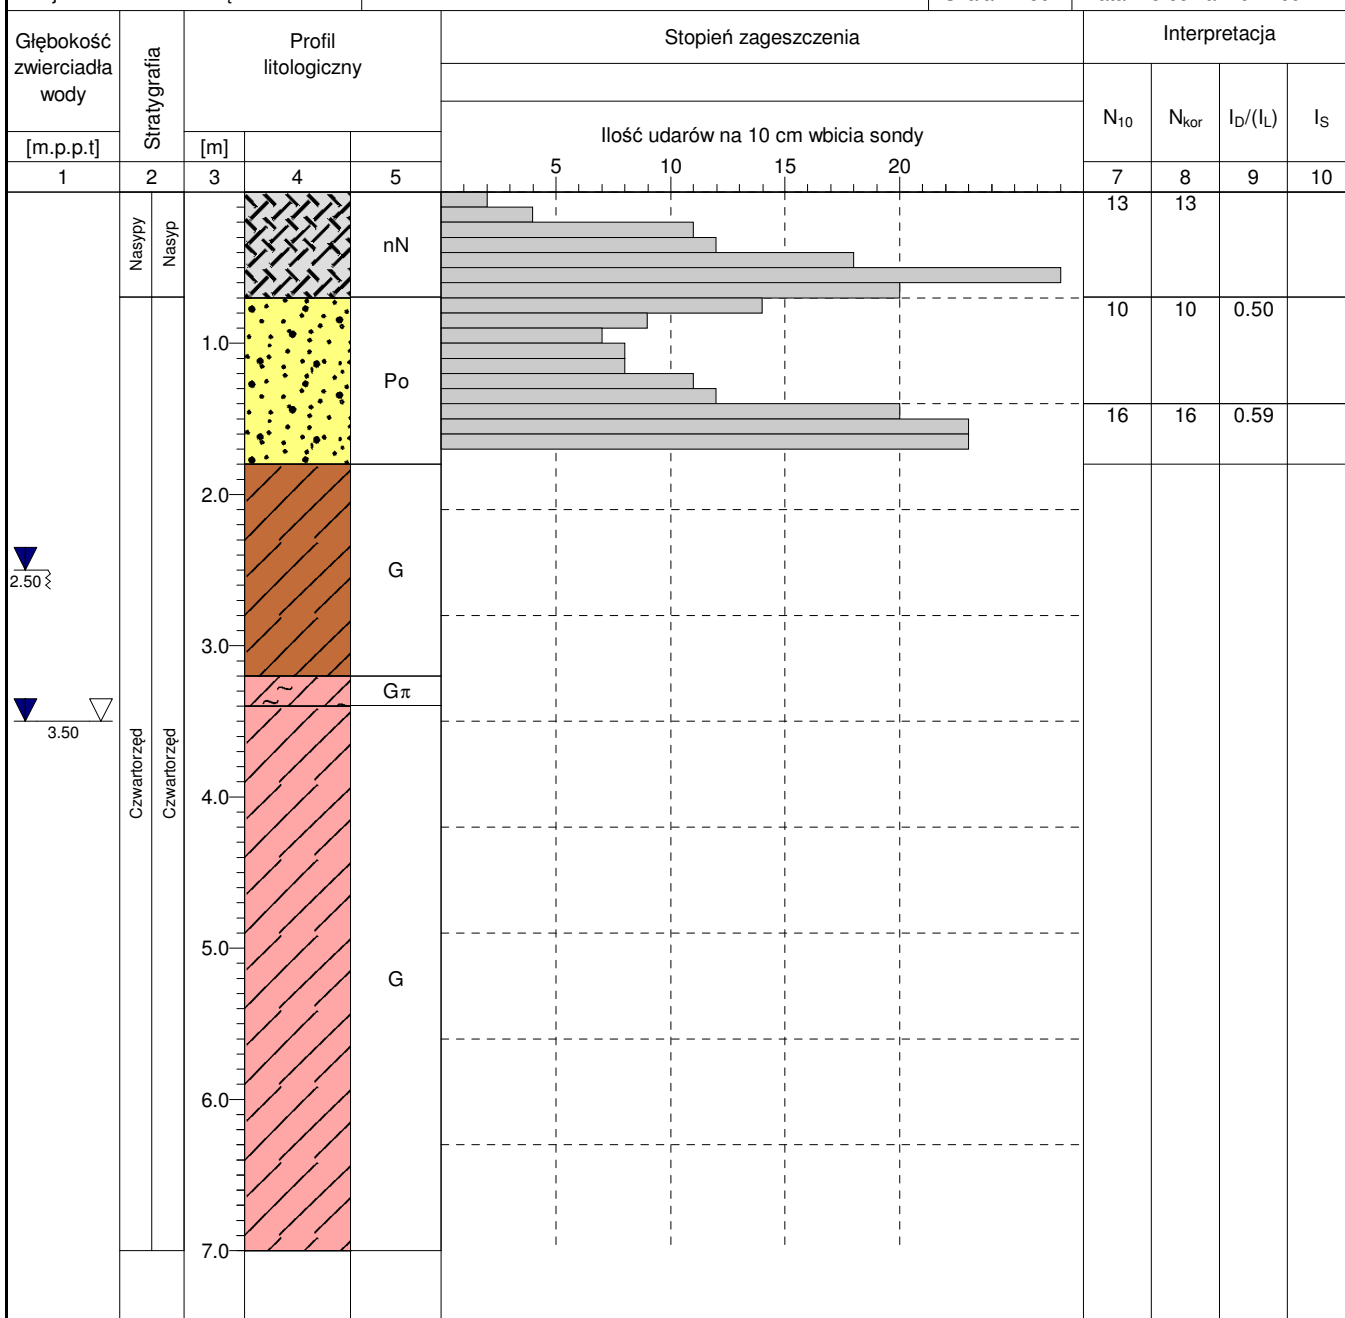 Głębokość
zwierciadła
wody
[m.p.p.t]
Stratygrafia
Profil
litologiczny
[m]
Stopień zageszczenia
Ilość udarów na 10 cm wbicia sondy
5 10 15 20
Interpretacja
N10 Nkor ID/(IL) IS
1 2 3 4 5 7 8 9 10
Nasypy Nasyp
nN
13 13
10 10 0.50
1.0
Po
16 16 0.59
2.0
2.50
G
3.0
Gπ
3.50
Czwartorzęd Czwartorzęd
4.0
5.0
G
6.0
7.0